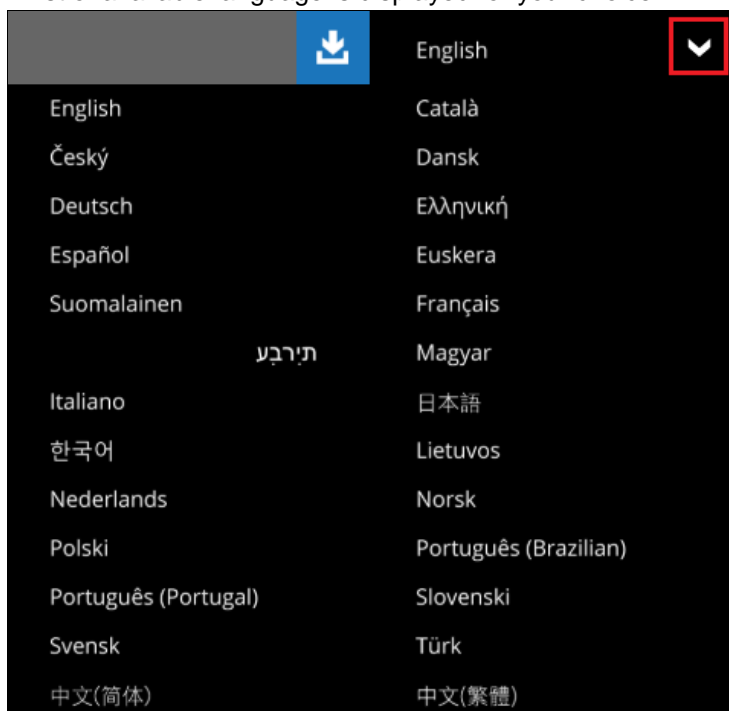 English
English Català
Český Dansk
Deutsch Ελληνική
Español Euskera
Suomalainen Français
תיִרבְע
Magyar
Italiano 日本語
한국어 Lietuvos
Nederlands Norsk
Polski Português (Brazilian)
Português (Portugal) Slovenski
Svensk Türk
中文(简体) 中文(繁體)